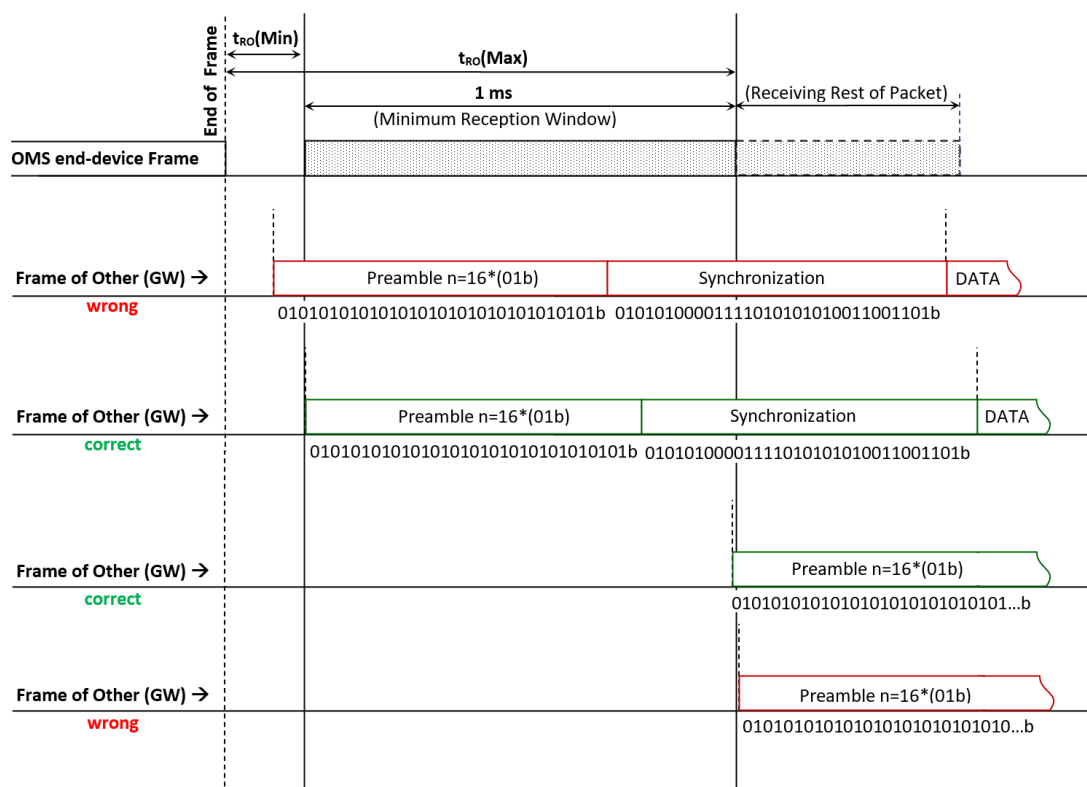 t_RO(Min)
t_RO(Max)
End of Frame
1 ms
(Receiving Rest of Packet)
(Minimum Reception Window)
OMS end-device Frame
Frame of Other (GW) →
Preamble n=16*(01b)
Synchronization
DATA
wrong
01010101010101010101010101010101b
01010100001111010101010011001101b
Frame of Other (GW) →
Preamble n=16*(01b)
Synchronization
DATA
correct
01010101010101010101010101010101b
01010100001111010101010011001101b
Frame of Other (GW) →
Preamble n=16*(01b)
correct
0101010101010101010101010101...b
Frame of Other (GW) →
Preamble n=16*(01b)
wrong
010101010101010101010101010...b